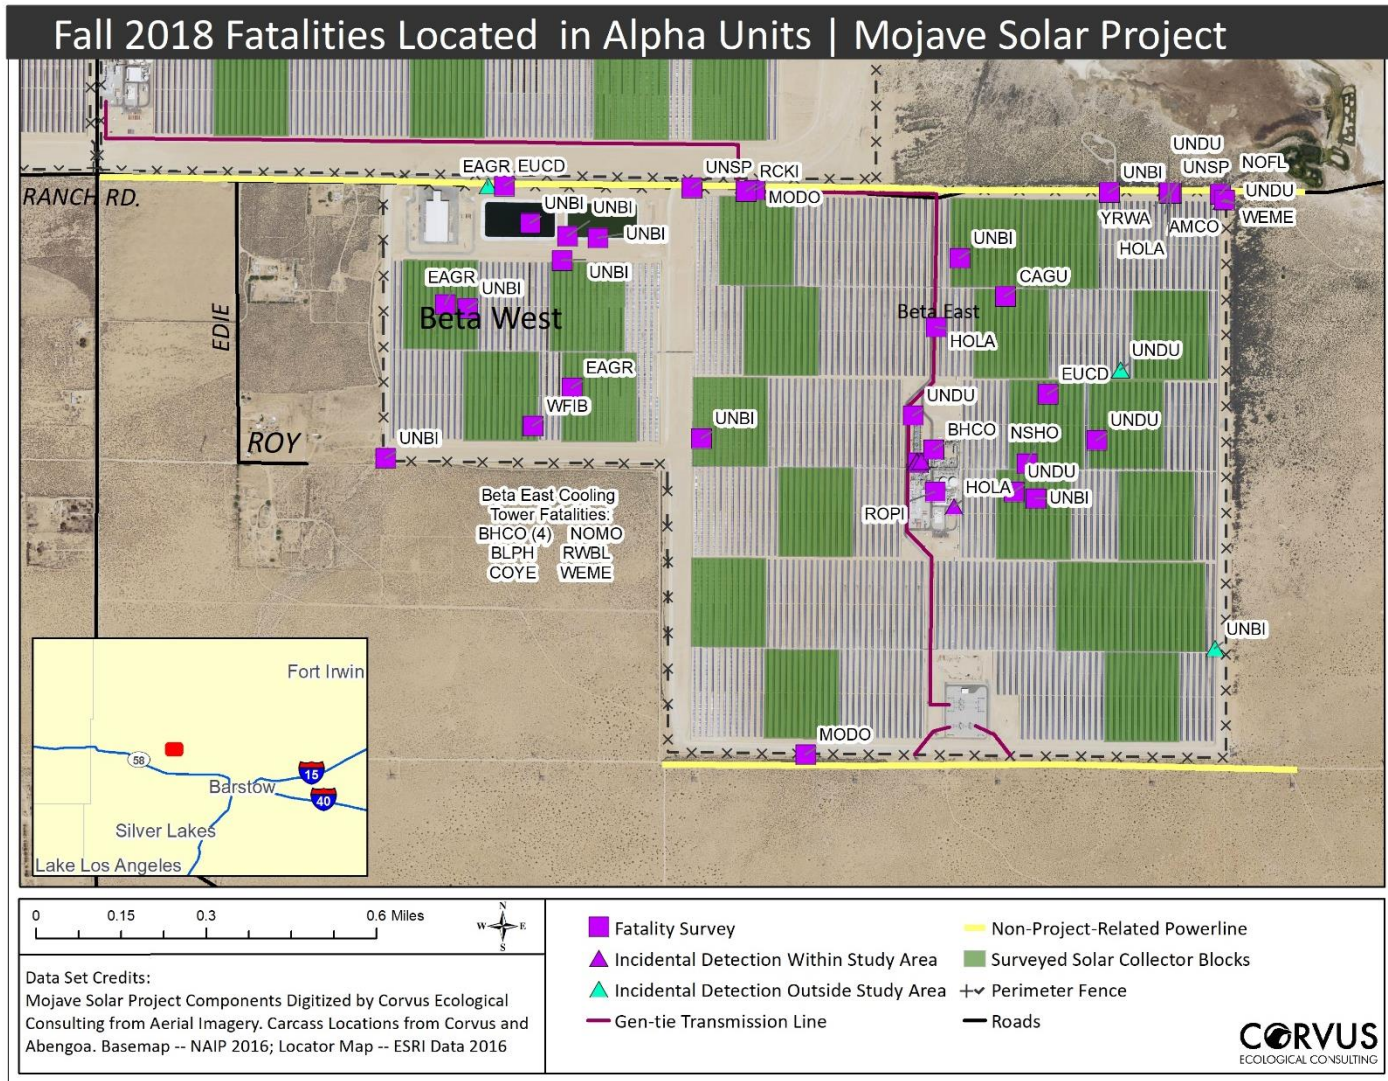 Fall 2018 Fatalities Located in Alpha Units | Mojave Solar Project
UNDU
EAGR EUCD
UNSP
RCKI
UNBI
UNSP
NOFL
RANCH RD.
MODO
UNDU
UNBI
UNBI
YRWA
AMCO
WEME
UNBI
HOLA
UNBI
UNBI
CAGU
EAGR
UNBI
EDIE
Beta West
Beta East
HOLA
UNDU
EAGR
EUCD
WFIB
UNDU
UNDU
UNBI
BHCO
NSHO
ROY
UNBI
UNDU
HOLA
UNBI
ROPI
Beta East Cooling
Tower Fatalities:
BHCO (4) NOMO
BLPH RWBL
COYE WEME
UNBI
MODO
Fort Irwin
58
15
Barstow
40
Silver Lakes
Lake Los Angeles
0 0.15 0.3 0.6 Miles
N
W E
S
Data Set Credits:
Mojave Solar Project Components Digitized by Corvus Ecological
Consulting from Aerial Imagery. Carcass Locations from Corvus and
Abengoa. Basemap -- NAIP 2016; Locator Map -- ESRI Data 2016
Fatality Survey
Incidental Detection Within Study Area
Incidental Detection Outside Study Area
Gen-tie Transmission Line
Non-Project-Related Powerline
Surveyed Solar Collector Blocks
Perimeter Fence
Roads
CORVUS
ECOLOGICAL CONSULTING